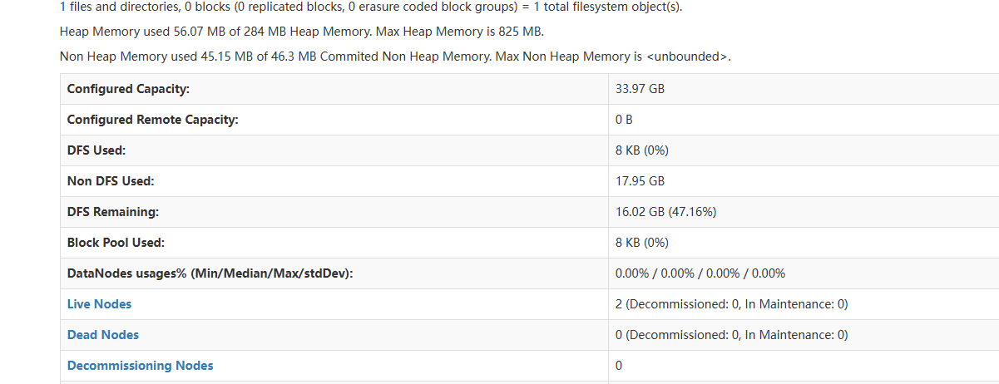 1 files and directories, 0 blocks (0 replicated blocks, 0 erasure coded block groups) = 1 total filesystem object(s).
Heap Memory used 56.07 MB of 284 MB Heap Memory. Max Heap Memory is 825 MB.
Non Heap Memory used 45.15 MB of 46.3 MB Commited Non Heap Memory. Max Non Heap Memory is <unbounded>.
Configured Capacity: 33.97 GB
Configured Remote Capacity: 0 B
DFS Used: 8 KB (0%)
Non DFS Used: 17.95 GB
DFS Remaining: 16.02 GB (47.16%)
Block Pool Used: 8 KB (0%)
DataNodes usages% (Min/Median/Max/stdDev): 0.00% / 0.00% / 0.00% / 0.00%
Live Nodes 2 (Decommissioned: 0, In Maintenance: 0)
Dead Nodes 0 (Decommissioned: 0, In Maintenance: 0)
Decommissioning Nodes 0